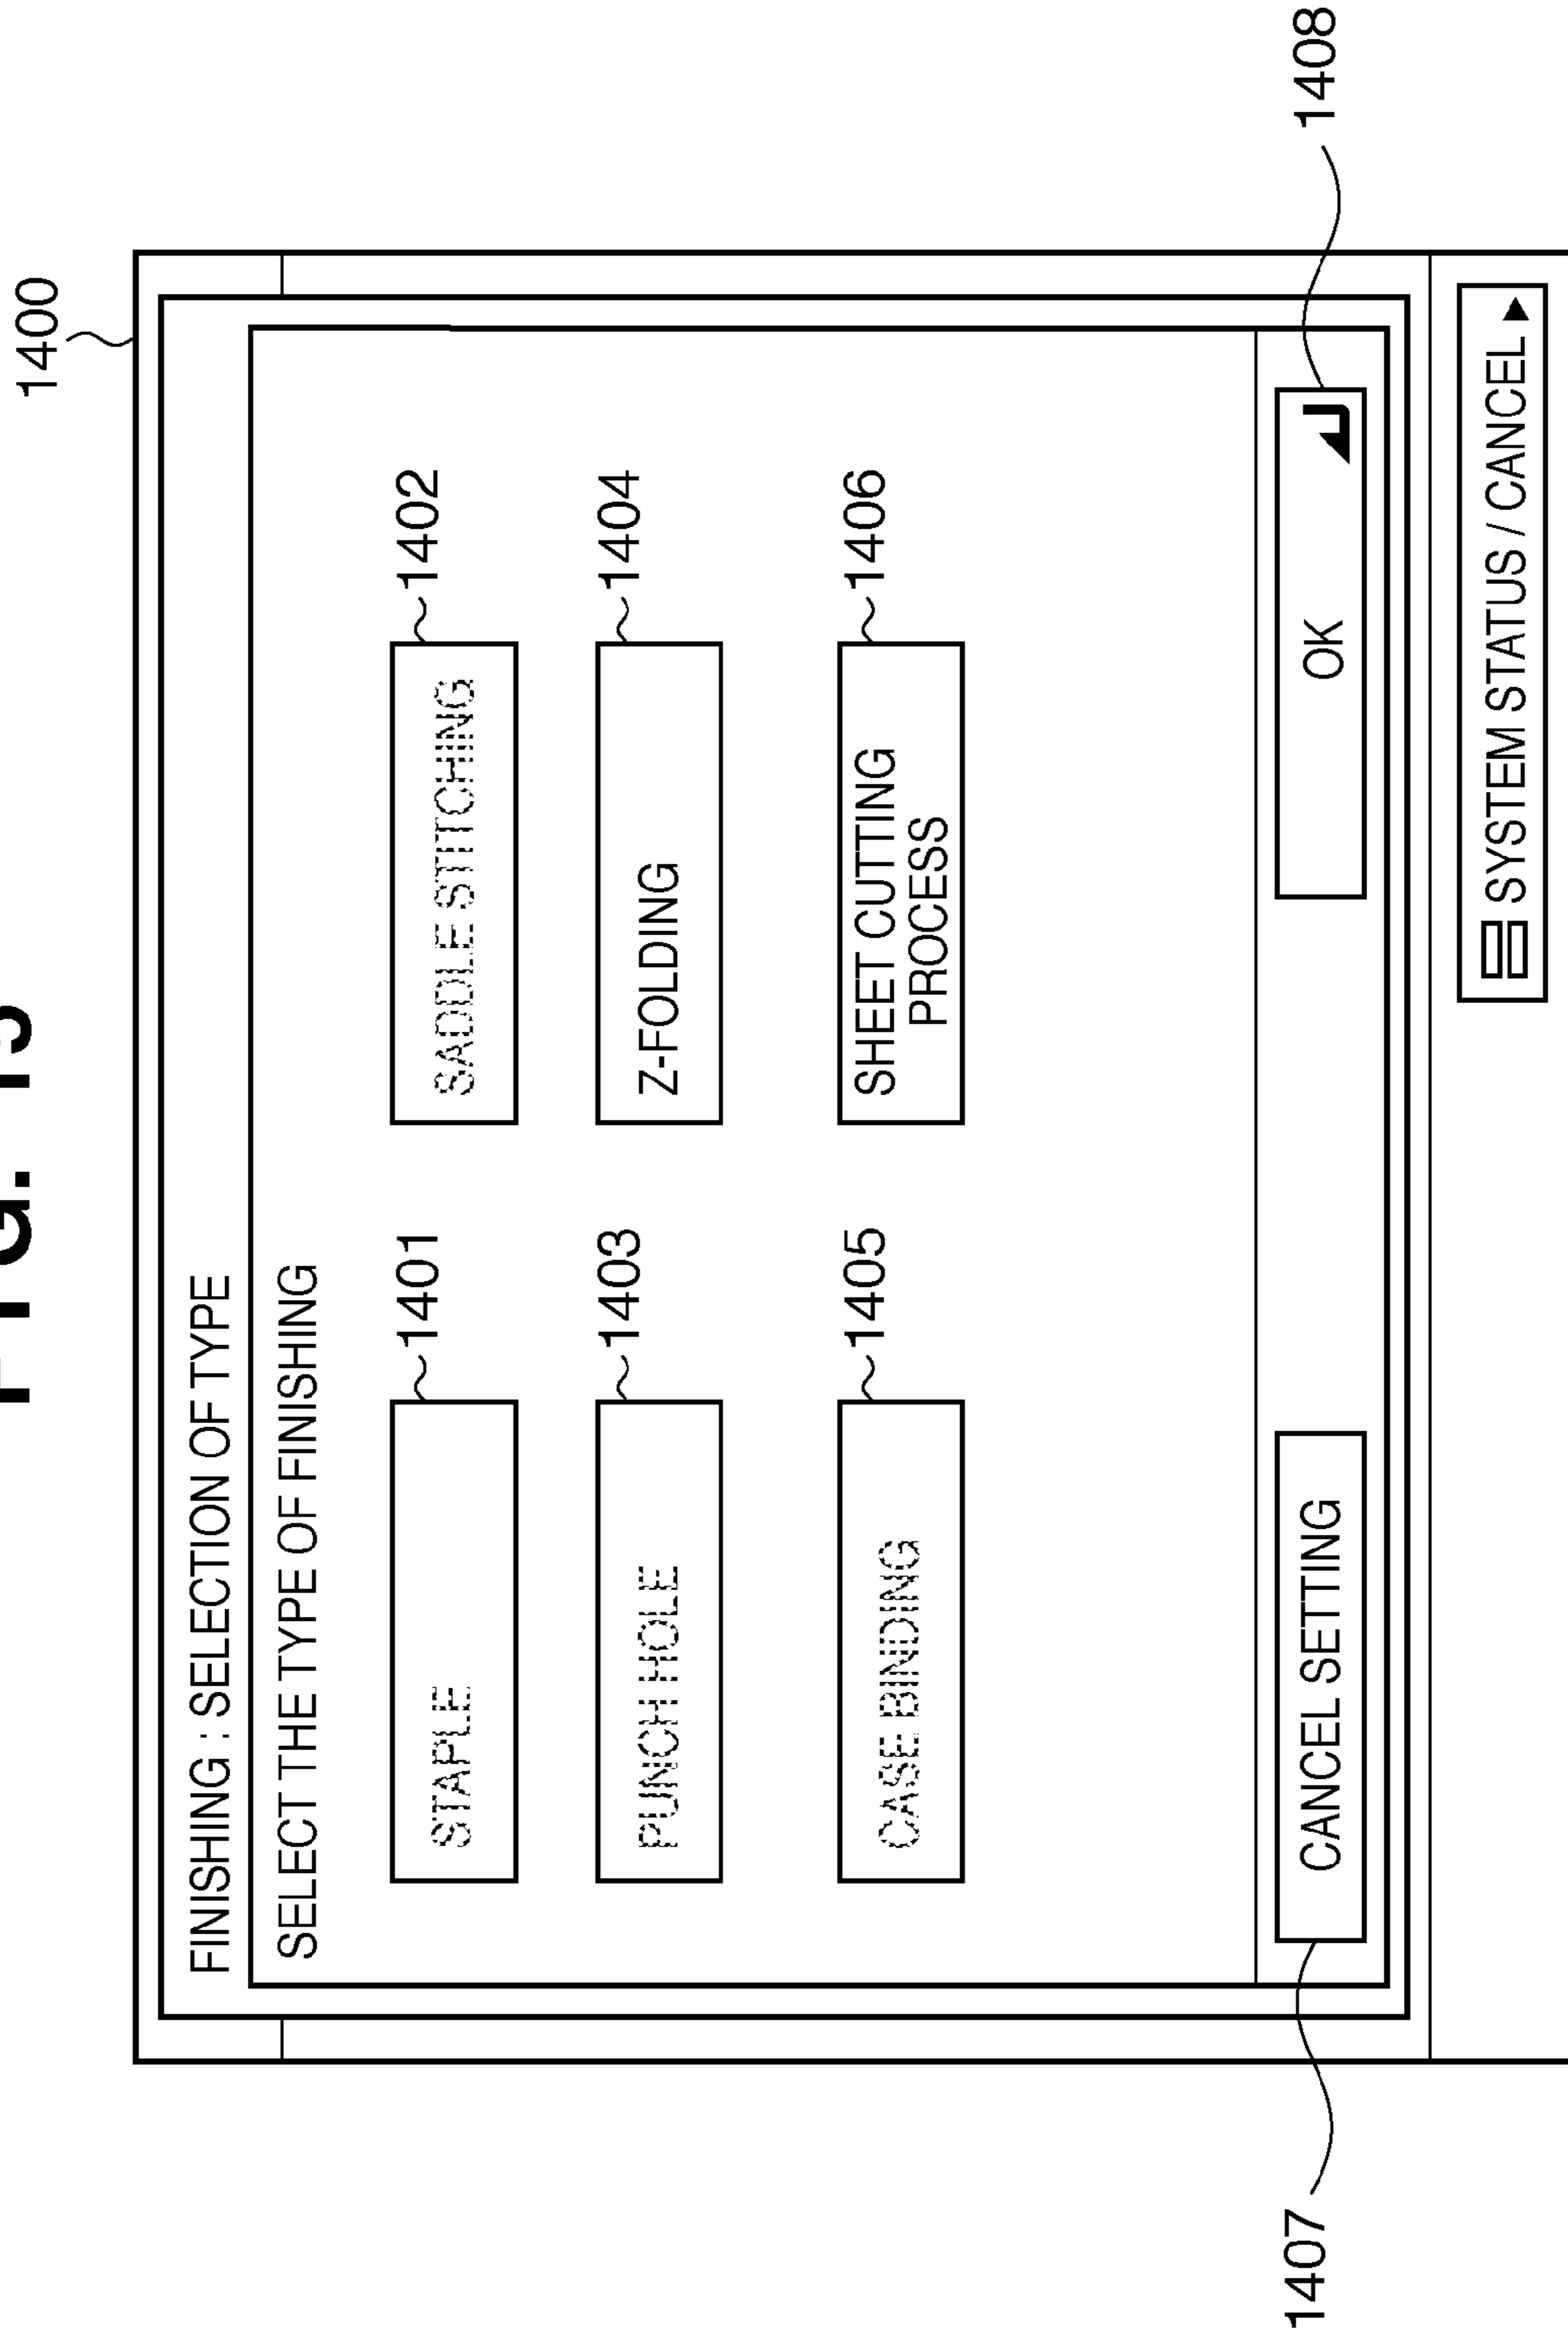 FIG.
1400
FINISHING : SELECTION OF TYPE
SELECT THE TYPE OF FINISHING
STAPLE
1401
SADDLE STITCHING
1402
PUNCH HOLE
1403
Z-FOLDING
1404
CASE BINDING
1405
SHEET CUTTING
PROCESS
1406
CANCEL SETTING
1407
OK
1408
SYSTEM STATUS / CANCEL